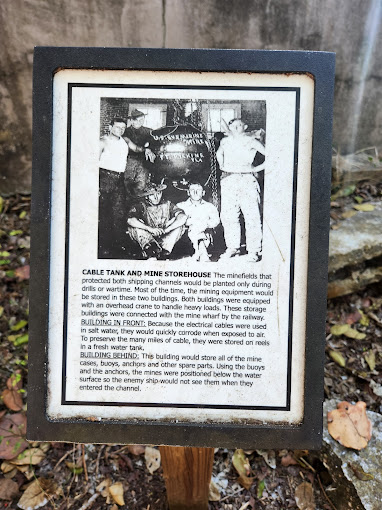 U.S. SUBMARINE
MINE
CABLE TANK AND MINE STOREHOUSE The minefields that
protected both shipping channels would be planted only during
drills or wartime. Most of the time, the mining equipment would
be stored in these two buildings. Both buildings were equipped
with an overhead crane to handle heavy loads. These storage
buildings were connected with the mine wharf by the railway.
BUILDING IN FRONT: Because the electrical cables were used
in salt water, they would quickly corrode when exposed to air.
To preserve the many miles of cable, they were stored on reels
in a fresh water tank.
BUILDING BEHIND: This building would store all of the mine
cases, buoys, anchors and other spare parts. Using the buoys
and the anchors, the mines were positioned below the water
surface so the enemy ship would not see them when they
entered the channel.